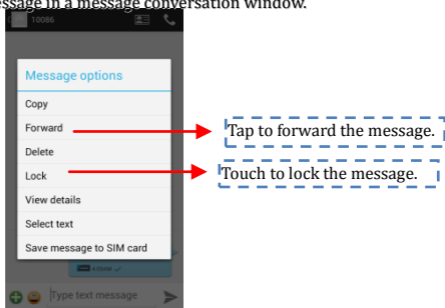 essage in a message conversation window.
10086
Message options
Copy
Forward
Tap to forward the message.
Delete
Lock
Touch to lock the message.
View details
Select text
Save message to SIM card
Type text message